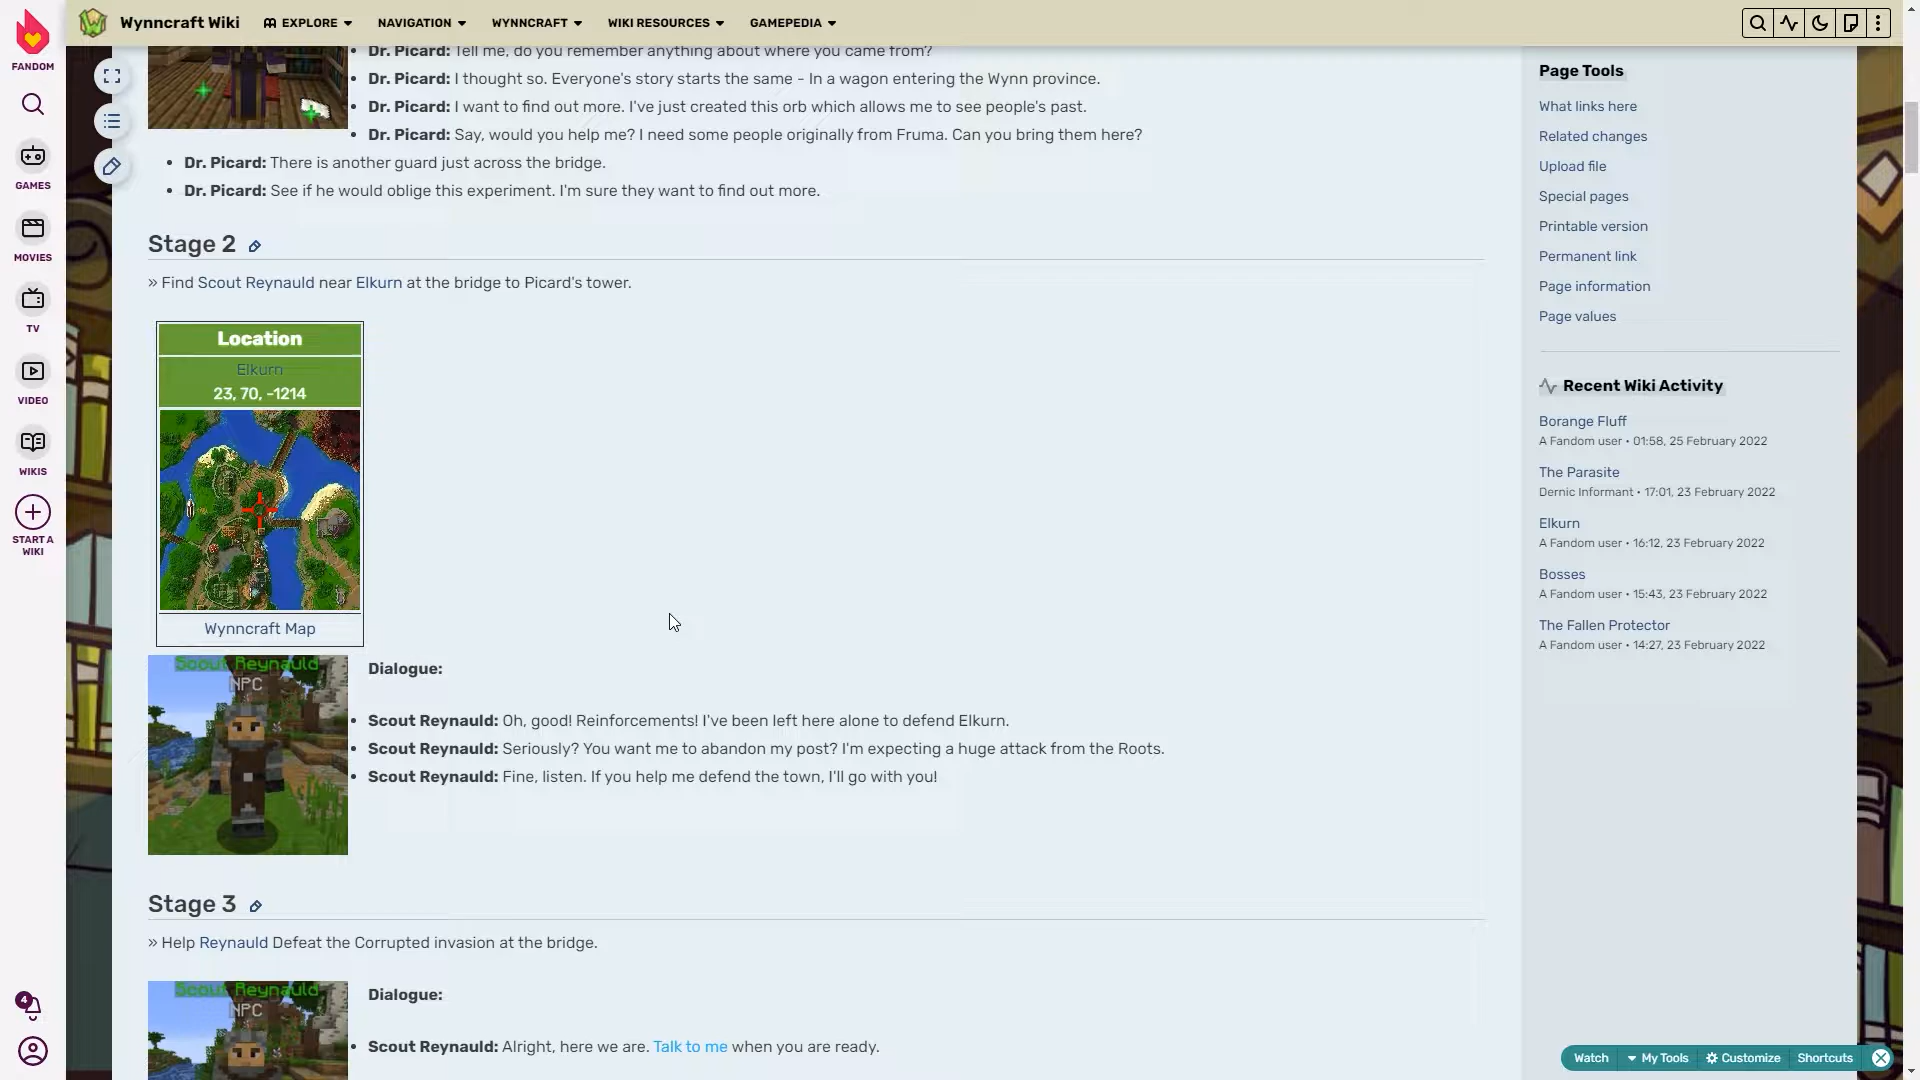 Wynncraft Wiki
EXPLORE
NAVIGATION
WYNNCRAFT
WIKI RESOURCES
GAMEPEDIA
FANDOM
GAMES
MOVIES
TV
VIDEO
WIKIS
START A
WIKI
4
Dr. Picard: Tell me, do you remember anything about where you came from?
Dr. Picard: I thought so. Everyone's story starts the same - In a wagon entering the Wynn province.
Dr. Picard: I want to find out more. I've just created this orb which allows me to see people's past.
Dr. Picard: Say, would you help me? I need some people originally from Fruma. Can you bring them here?
Dr. Picard: There is another guard just across the bridge.
Dr. Picard: See if he would oblige this experiment. I'm sure they want to find out more.
Stage 2
» Find Scout Reynauld near Elkurn at the bridge to Picard's tower.
Location
Elkurn
23, 70, -1214
Wynncraft Map
Scout Reynauld
NPC
Dialogue:
Scout Reynauld: Oh, good! Reinforcements! I've been left here alone to defend Elkurn.
Scout Reynauld: Seriously? You want me to abandon my post? I'm expecting a huge attack from the Roots.
Scout Reynauld: Fine, listen. If you help me defend the town, I'll go with you!
Stage 3
» Help Reynauld Defeat the Corrupted invasion at the bridge.
Scout Reynauld
NPC
Dialogue:
Scout Reynauld: Alright, here we are. Talk to me when you are ready.
Page Tools
What links here
Related changes
Upload file
Special pages
Printable version
Permanent link
Page information
Page values
Recent Wiki Activity
Borange Fluff
A Fandom user • 01:58, 25 February 2022
The Parasite
Dernic Informant • 17:01, 23 February 2022
Elkurn
A Fandom user • 16:12, 23 February 2022
Bosses
A Fandom user • 15:43, 23 February 2022
The Fallen Protector
A Fandom user • 14:27, 23 February 2022
Watch
My Tools
Customize
Shortcuts